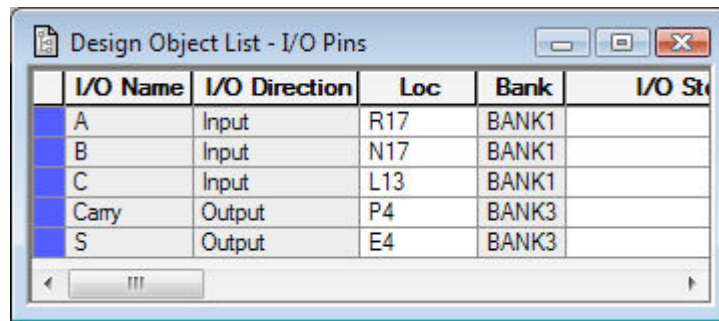 Design Object List - I/O Pins
I/O Name I/O Direction Loc Bank I/O Ste
A Input R17 BANK1
B Input N17 BANK1
C Input L13 BANK1
Carry Output P4 BANK3
S Output E4 BANK3